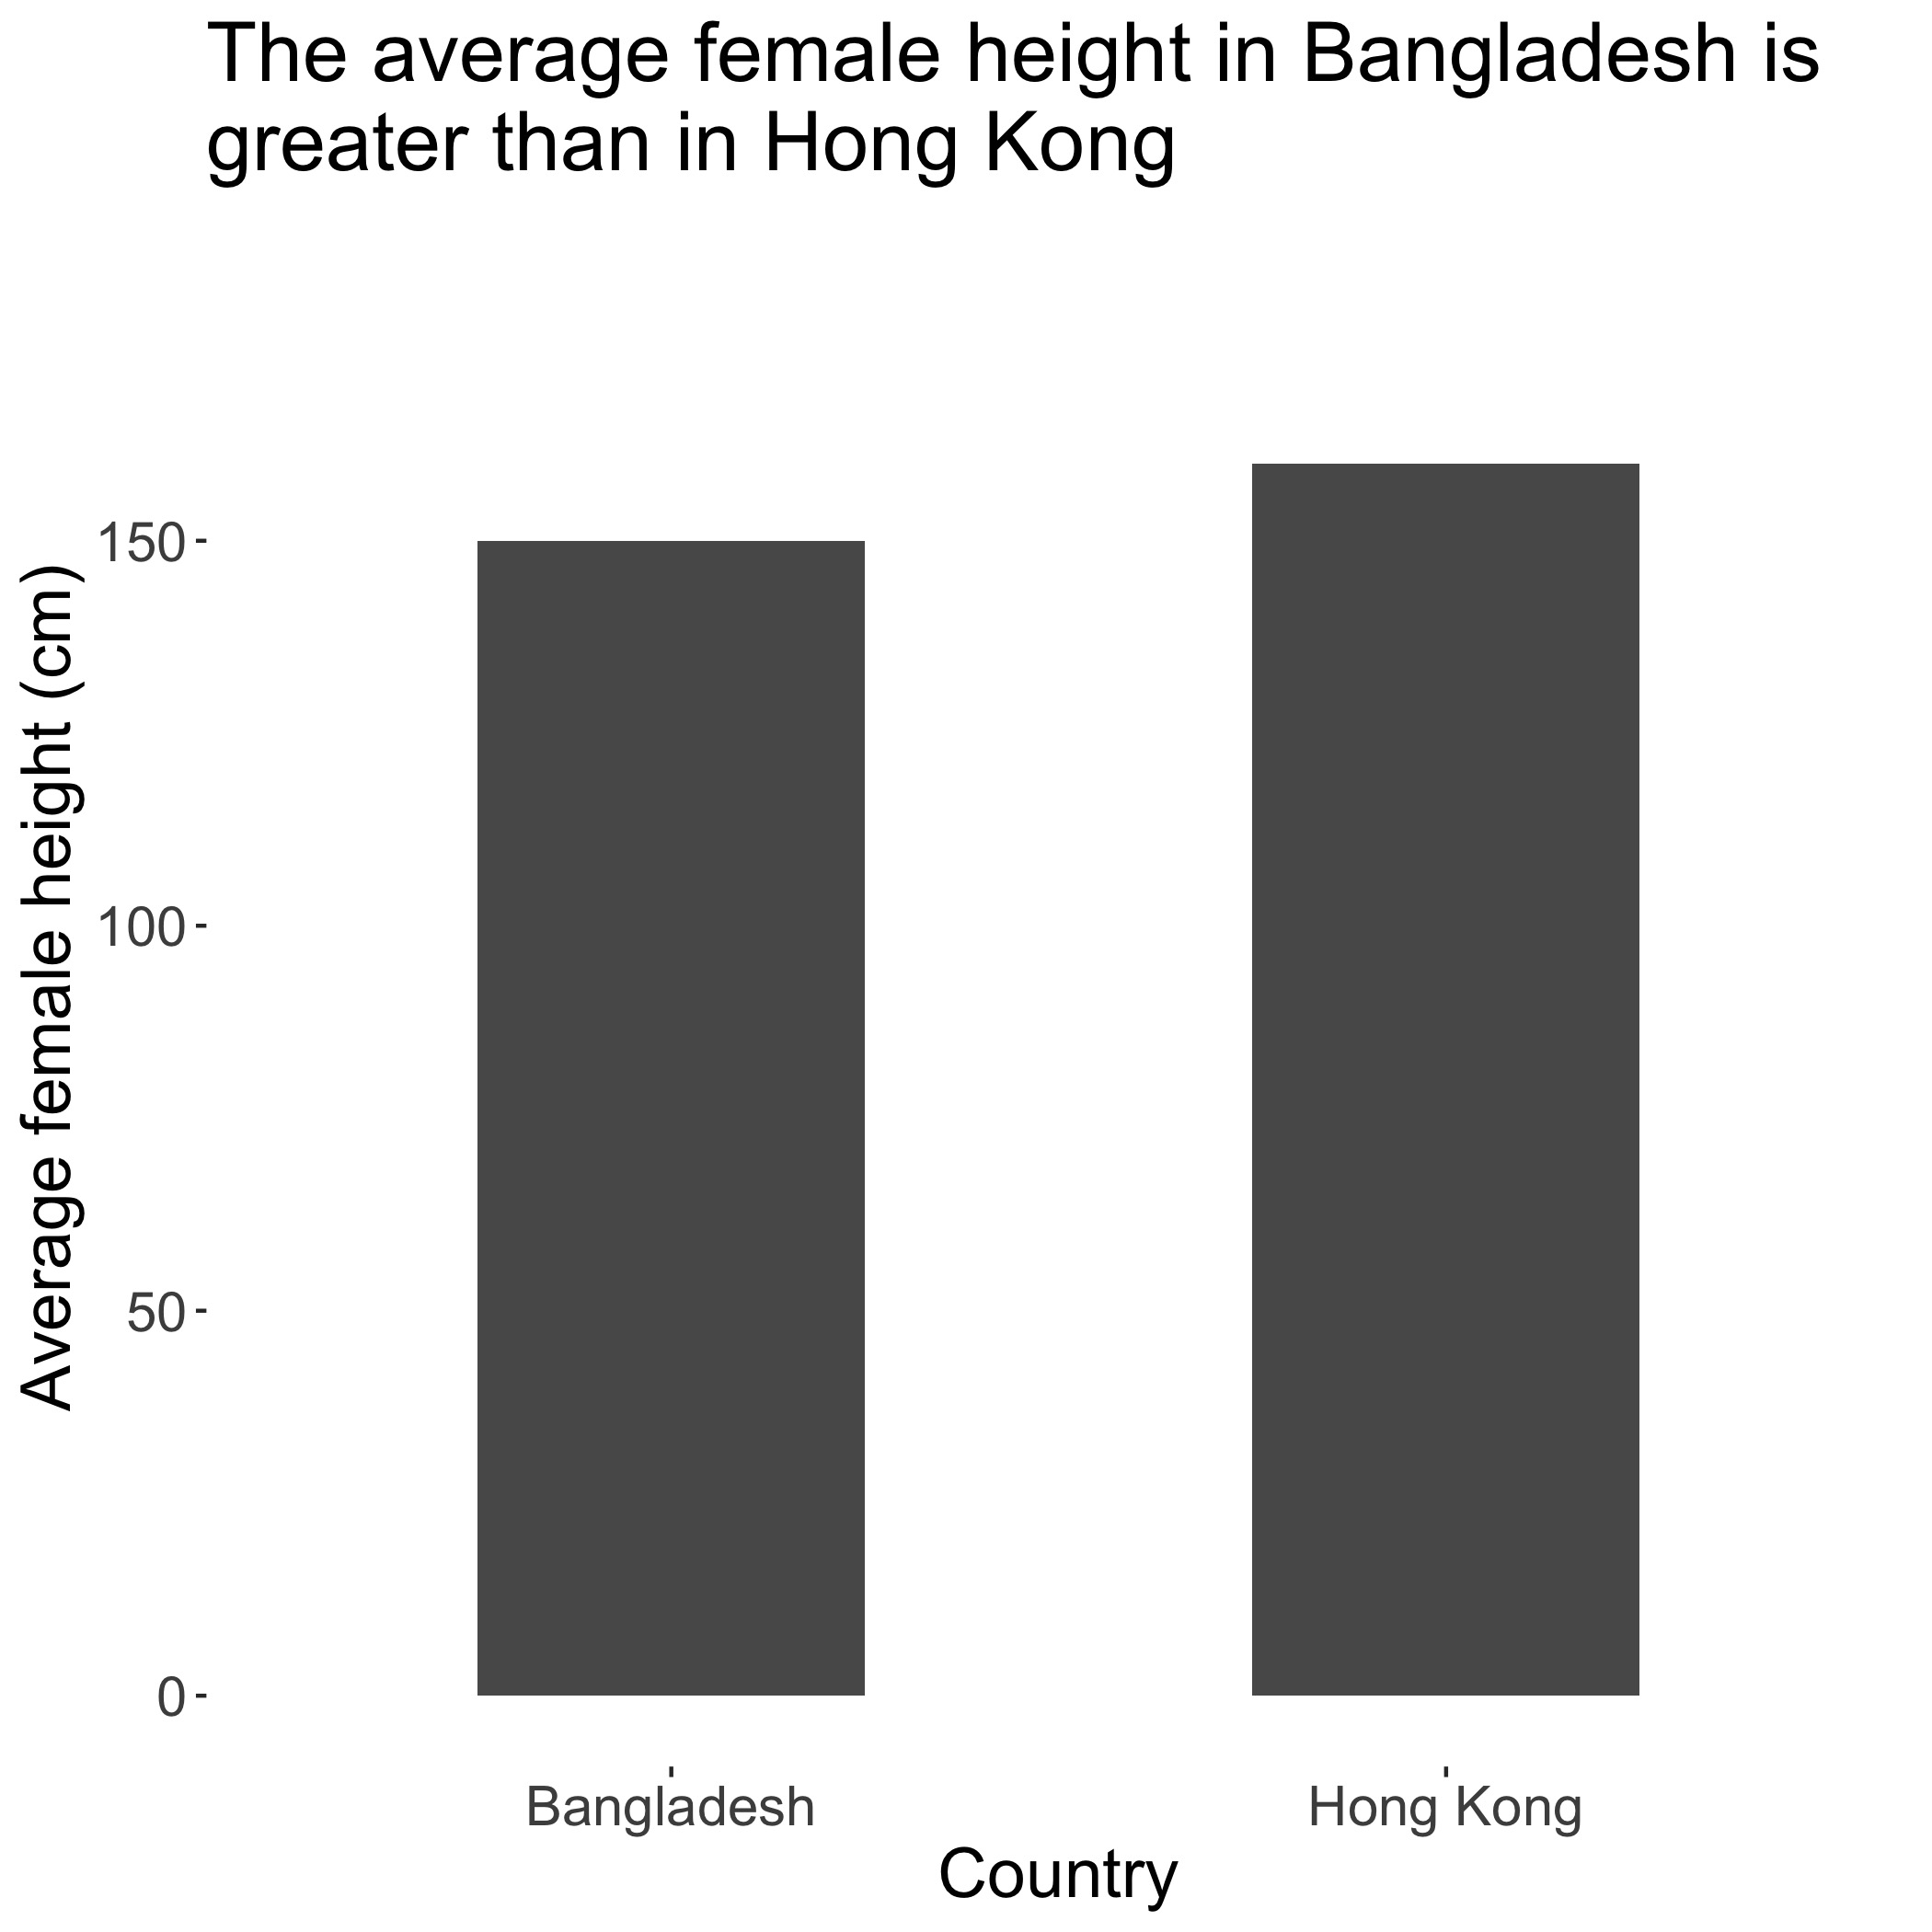 The average female height in Bangladesh is
greater than in Hong Kong
Average female height (cm)
150
100
50
0
Bangladesh
Hong Kong
Country